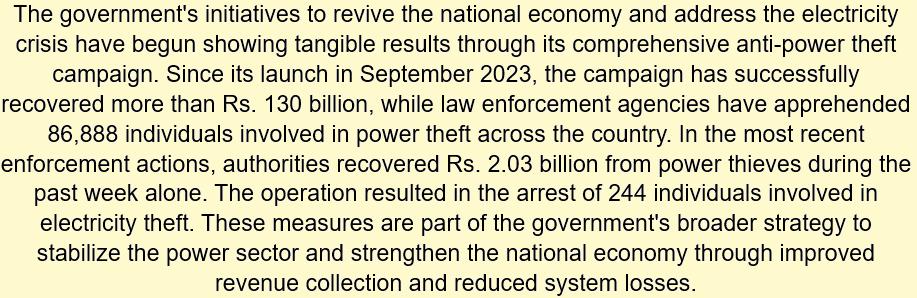 The government's initiatives to revive the national economy and address the electricity
crisis have begun showing tangible results through its comprehensive anti-power theft
campaign. Since its launch in September 2023, the campaign has successfully
recovered more than Rs. 130 billion, while law enforcement agencies have apprehended
86,888 individuals involved in power theft across the country. In the most recent
enforcement actions, authorities recovered Rs. 2.03 billion from power thieves during the
past week alone. The operation resulted in the arrest of 244 individuals involved in
electricity theft. These measures are part of the government's broader strategy to
stabilize the power sector and strengthen the national economy through improved
revenue collection and reduced system losses.